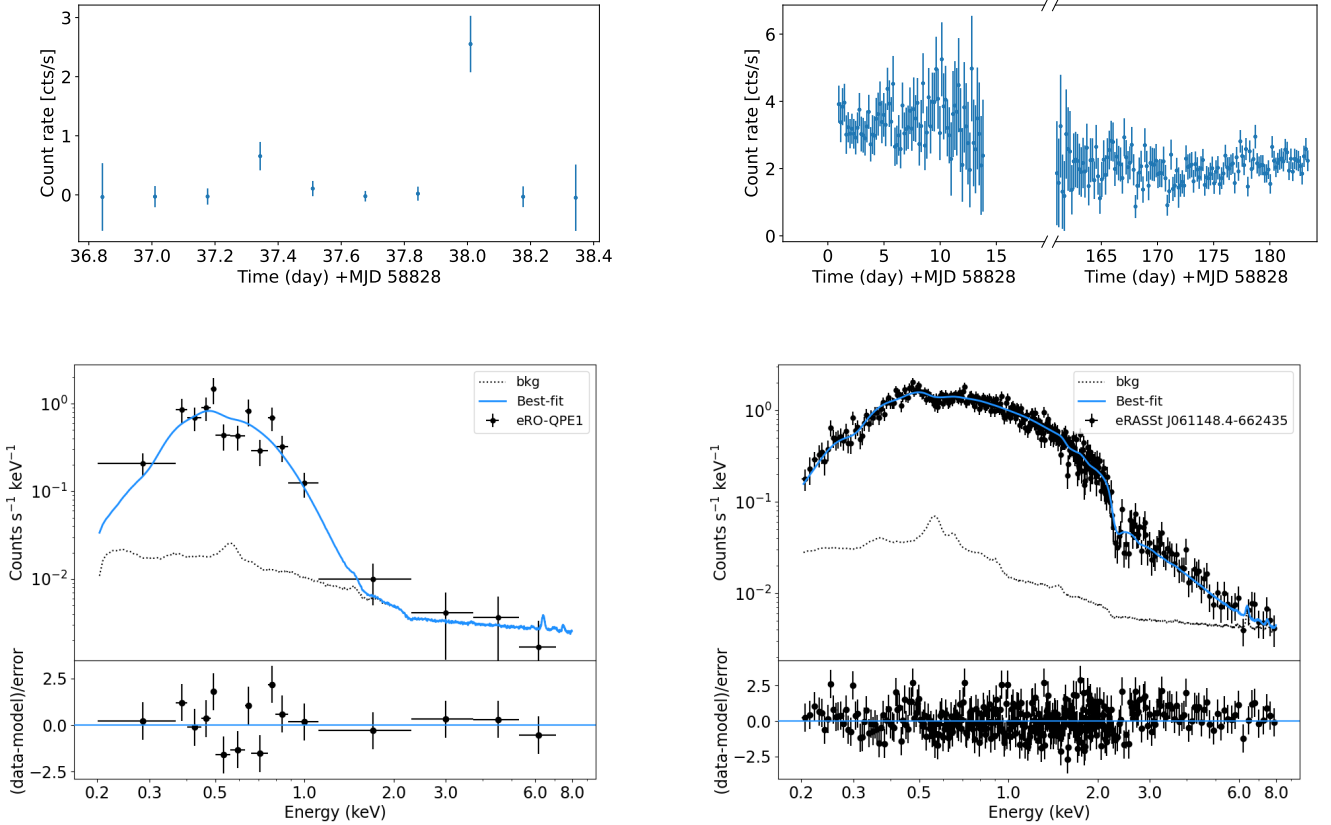 3
2
1
0
Count rate [cts/s]
36.8 37.0 37.2 37.4 37.6 37.8 38.0 38.2 38.4
Time (day) +MJD 58828
6
4
2
0
Count rate [cts/s]
0 5 10 15 165 170 175 180
Time (day) +MJD 58828 Time (day) +MJD 58828
bkg
Best-fit
eRO-QPE1
10⁰
10⁻¹
10⁻²
Counts s⁻¹ keV⁻¹
2.5
0.0
−2.5
(data-model)/error
0.2 0.3 0.5 1.0 2.0 3.0 6.0 8.0
Energy (keV)
bkg
Best-fit
eRASSt J061148.4-662435
10⁰
10⁻¹
10⁻²
Counts s⁻¹ keV⁻¹
2.5
0.0
−2.5
(data-model)/error
0.2 0.3 0.5 1.0 2.0 3.0 6.0 8.0
Energy (keV)